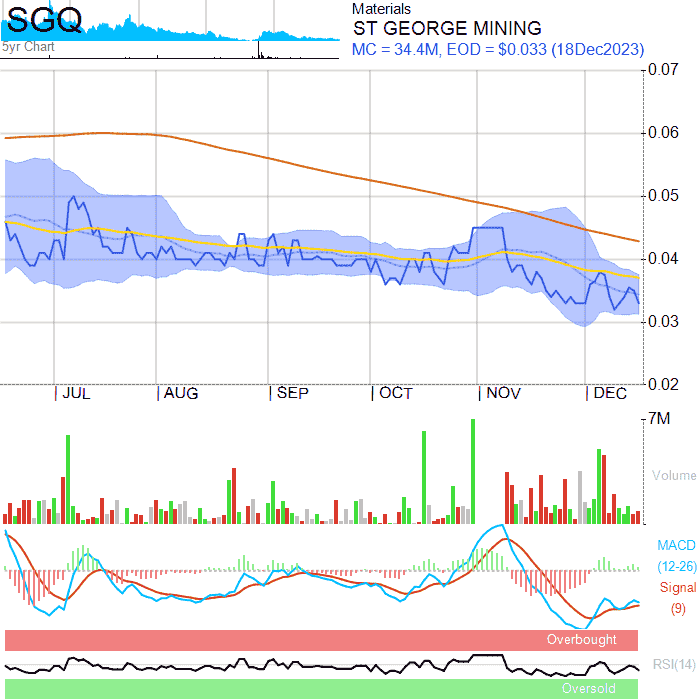 SGQ
5yr Chart
Materials
ST GEORGE MINING
MC = 34.4M, EOD = $0.033 (18Dec2023)
0.07
0.06
0.05
0.04
0.03
0.02
JUL AUG SEP OCT NOV DEC
7M
Volume
MACD
(12-26)
Signal
(9)
Overbought
RSI(14)
Oversold